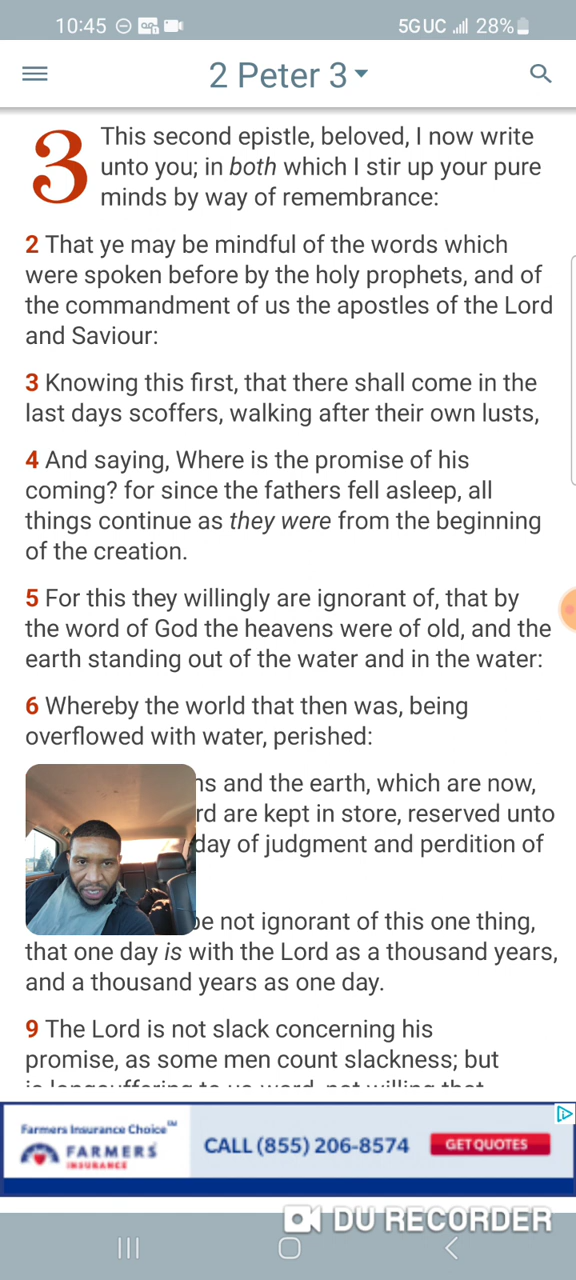 10:45
5G UC 28%
2 Peter 3
3 This second epistle, beloved, I now write
unto you; in both which I stir up your pure
minds by way of remembrance:
2 That ye may be mindful of the words which
were spoken before by the holy prophets, and of
the commandment of us the apostles of the Lord
and Saviour:
3 Knowing this first, that there shall come in the
last days scoffers, walking after their own lusts,
4 And saying, Where is the promise of his
coming? for since the fathers fell asleep, all
things continue as they were from the beginning
of the creation.
5 For this they willingly are ignorant of, that by
the word of God the heavens were of old, and the
earth standing out of the water and in the water:
6 Whereby the world that then was, being
overflowed with water, perished:
ns and the earth, which are now,
rd are kept in store, reserved unto
day of judgment and perdition of
be not ignorant of this one thing,
that one day is with the Lord as a thousand years,
and a thousand years as one day.
9 The Lord is not slack concerning his
promise, as some men count slackness; but
is longsuffering to us-ward, not willing that
Farmers Insurance Choice™
FARMERS
INSURANCE
CALL (855) 206-8574
GET QUOTES
DU RECORDER